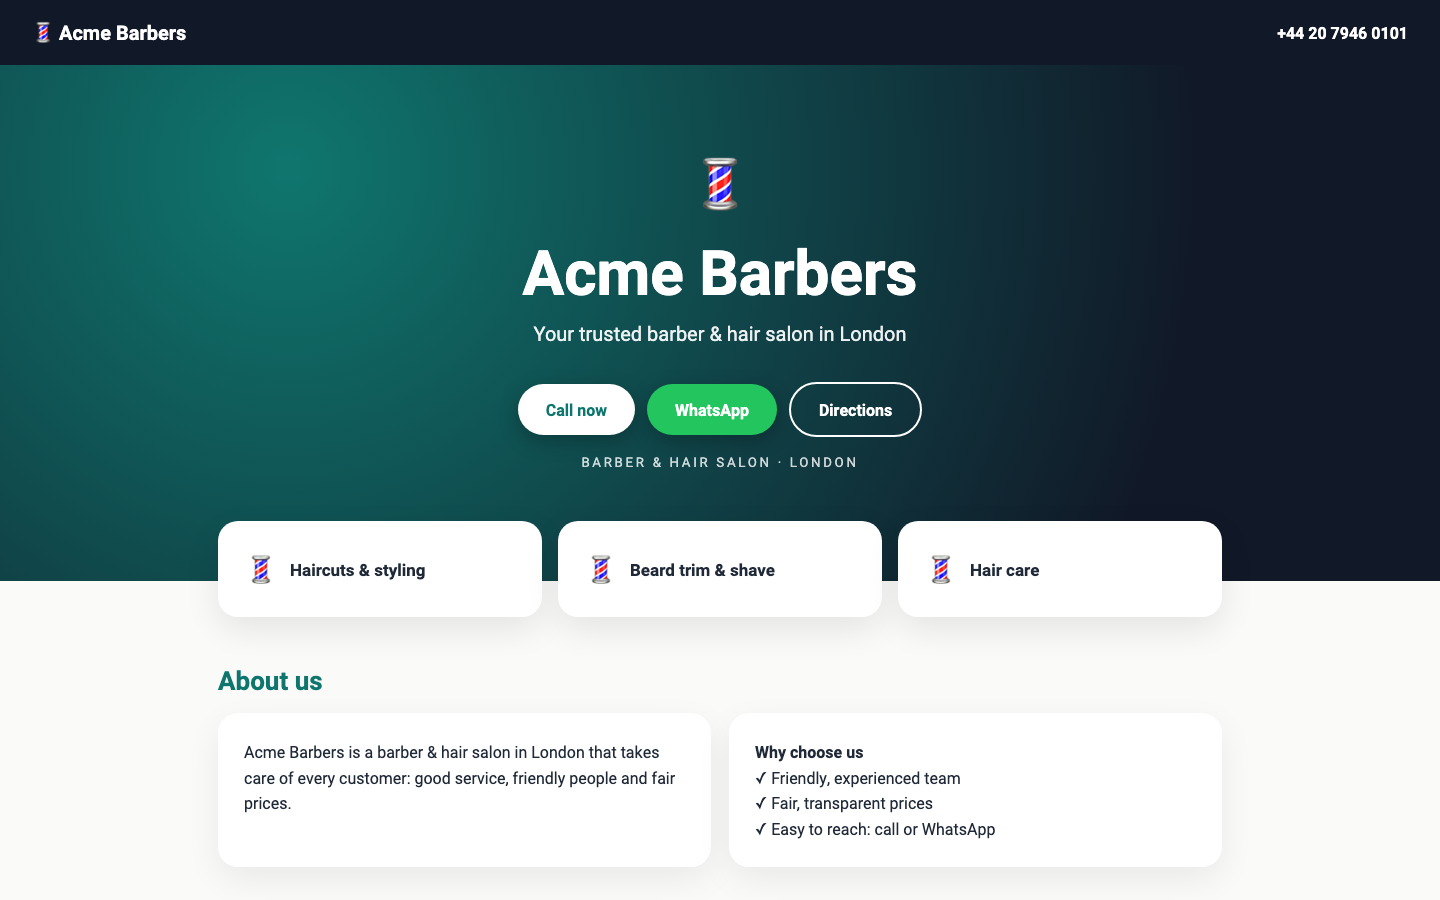 Acme Barbers
+44 20 7946 0101
Acme Barbers
Your trusted barber & hair salon in London
Call now
WhatsApp
Directions
BARBER & HAIR SALON · LONDON
Haircuts & styling
Beard trim & shave
Hair care
About us
Acme Barbers is a barber & hair salon in London that takes
care of every customer: good service, friendly people and fair
prices.
Why choose us
✓ Friendly, experienced team
✓ Fair, transparent prices
✓ Easy to reach: call or WhatsApp